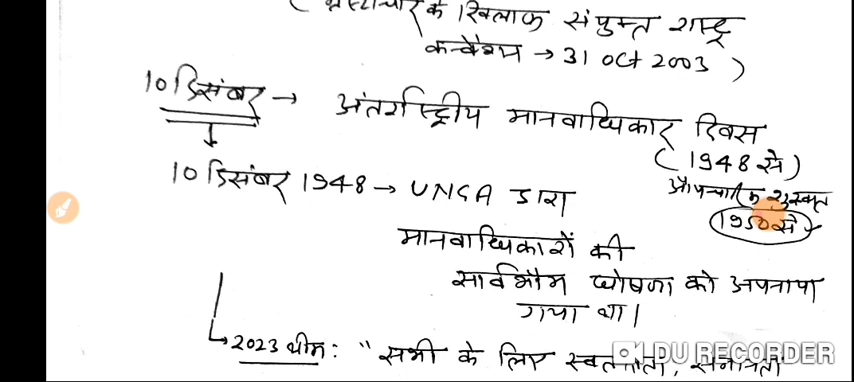 (भ्रष्टाचार के खिलाफ संयुक्त राष्ट्र
कन्वेंशन → 31 Oct 2003 )
10 दिसंबर → अंतर्राष्ट्रीय मानवाधिकार दिवस
(1948 से)
औपचारिक शुरुआत
1950 से
10 दिसंबर 1948 → UNGA द्वारा
मानवाधिकारों की
सार्वभौम घोषणा को अपनाया
गया था।
2023 थीम: "सभी के लिए स्वतंत्रता, समानता
DU RECORDER